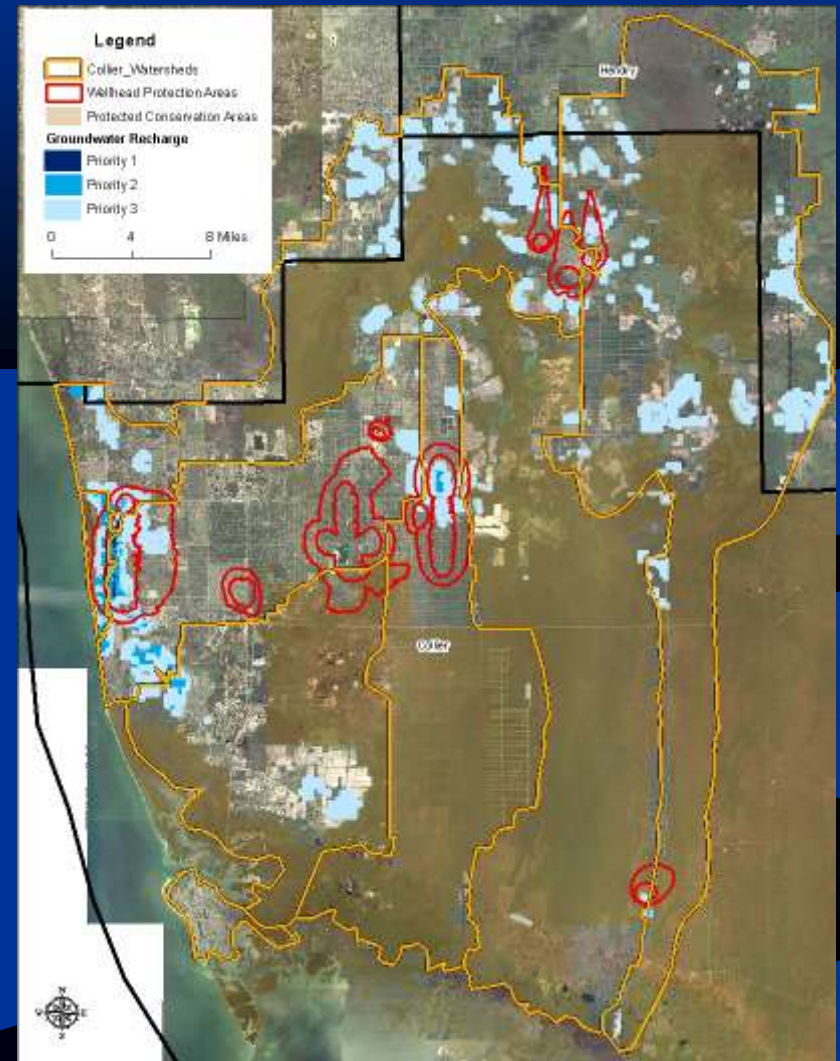 Legend
Collier_Watersheds
Wellhead Protection Areas
Protected Conservation Areas
Groundwater Recharge
Priority 1
Priority 2
Priority 3
0 4 8 Miles
Hendry
Collier
N
W E
S